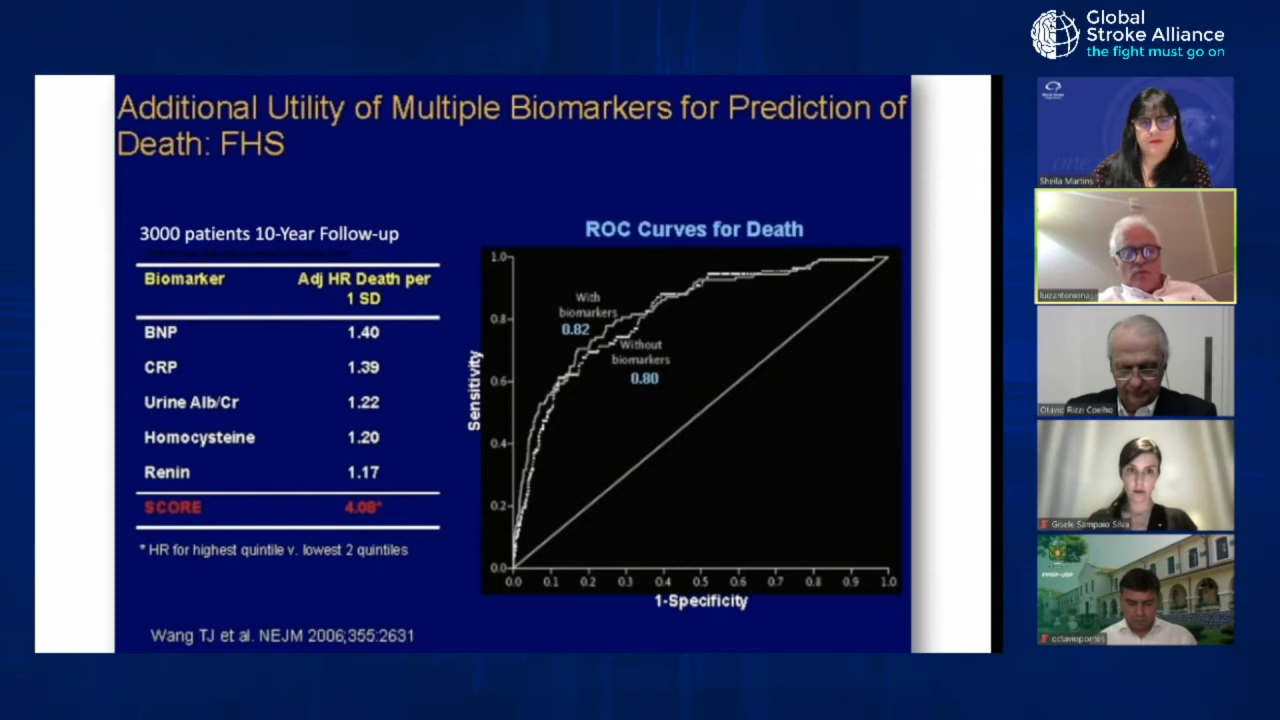 Global
Stroke Alliance
the fight must go on
Additional Utility of Multiple Biomarkers for Prediction of
Death: FHS
3000 patients 10-Year Follow-up
Biomarker
Adj HR Death per
1 SD
BNP 1.40
CRP 1.39
Urine Alb/Cr 1.22
Homocysteine 1.20
Renin 1.17
SCORE 4.08*
* HR for highest quintile v. lowest 2 quintiles
Wang TJ et al. NEJM 2006;355:2631
ROC Curves for Death
Sensitivity
1.0
0.8
0.6
0.4
0.2
0.0
With
biomarkers
0.82
Without
biomarkers
0.80
0.0 0.1 0.2 0.3 0.4 0.5 0.6 0.7 0.8 0.9 1.0
1-Specificity
Sheila Martins
Olavio Rizzi Coelho
Gisele Sampaio Silva
FMRP-USP
octaviopontes